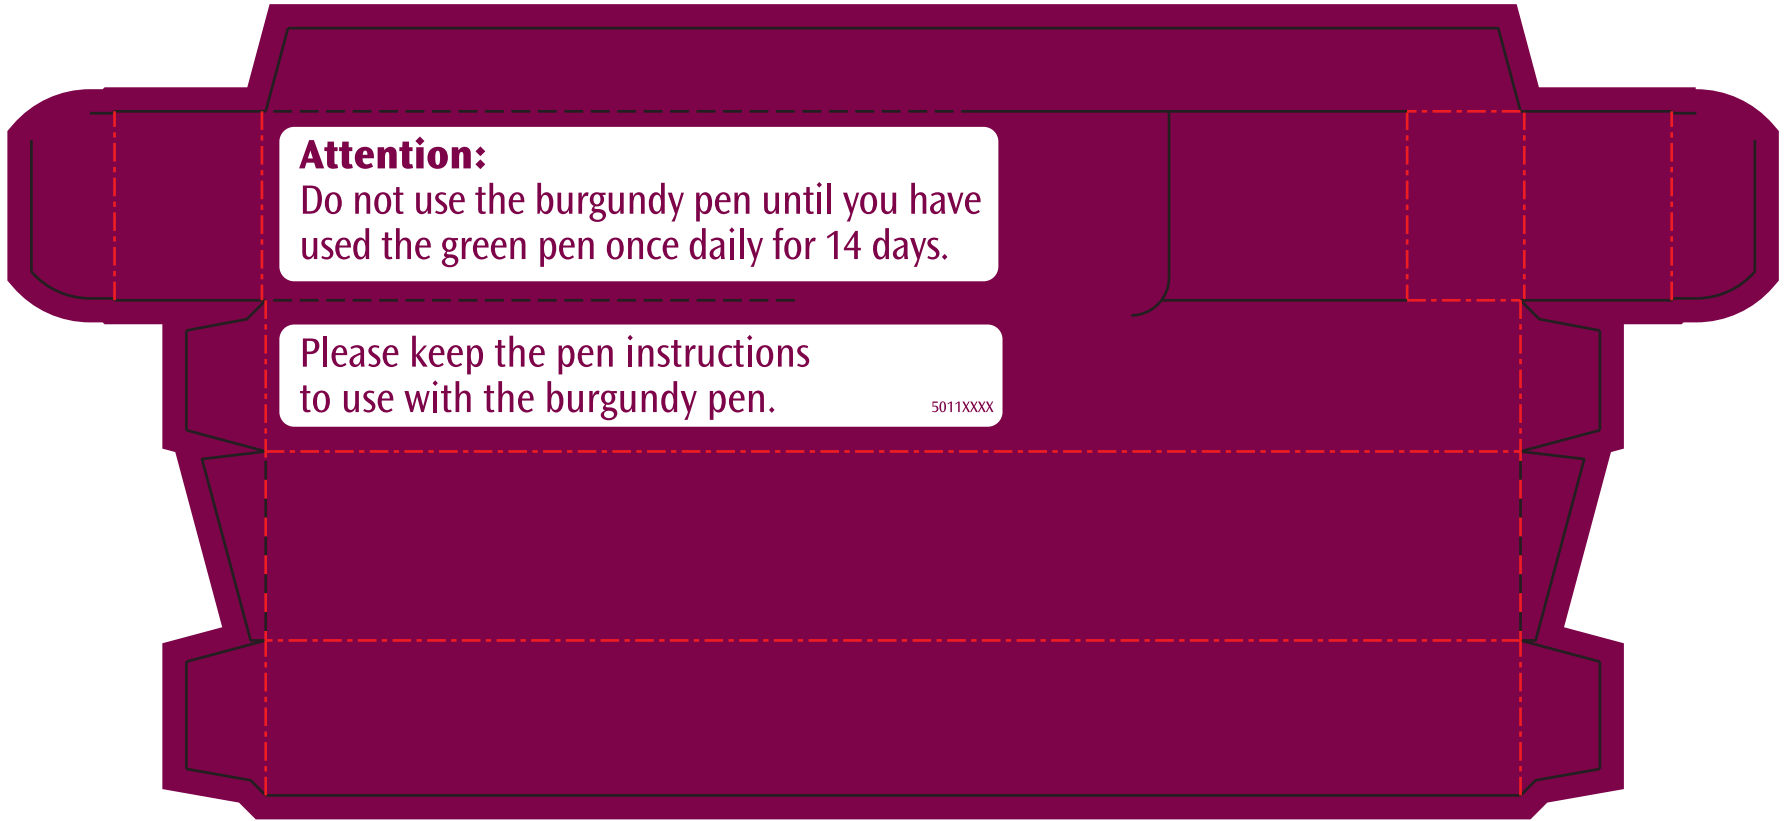 Attention:
Do not use the burgundy pen until you have
used the green pen once daily for 14 days.
Please keep the pen instructions
to use with the burgundy pen.
5011XXXX